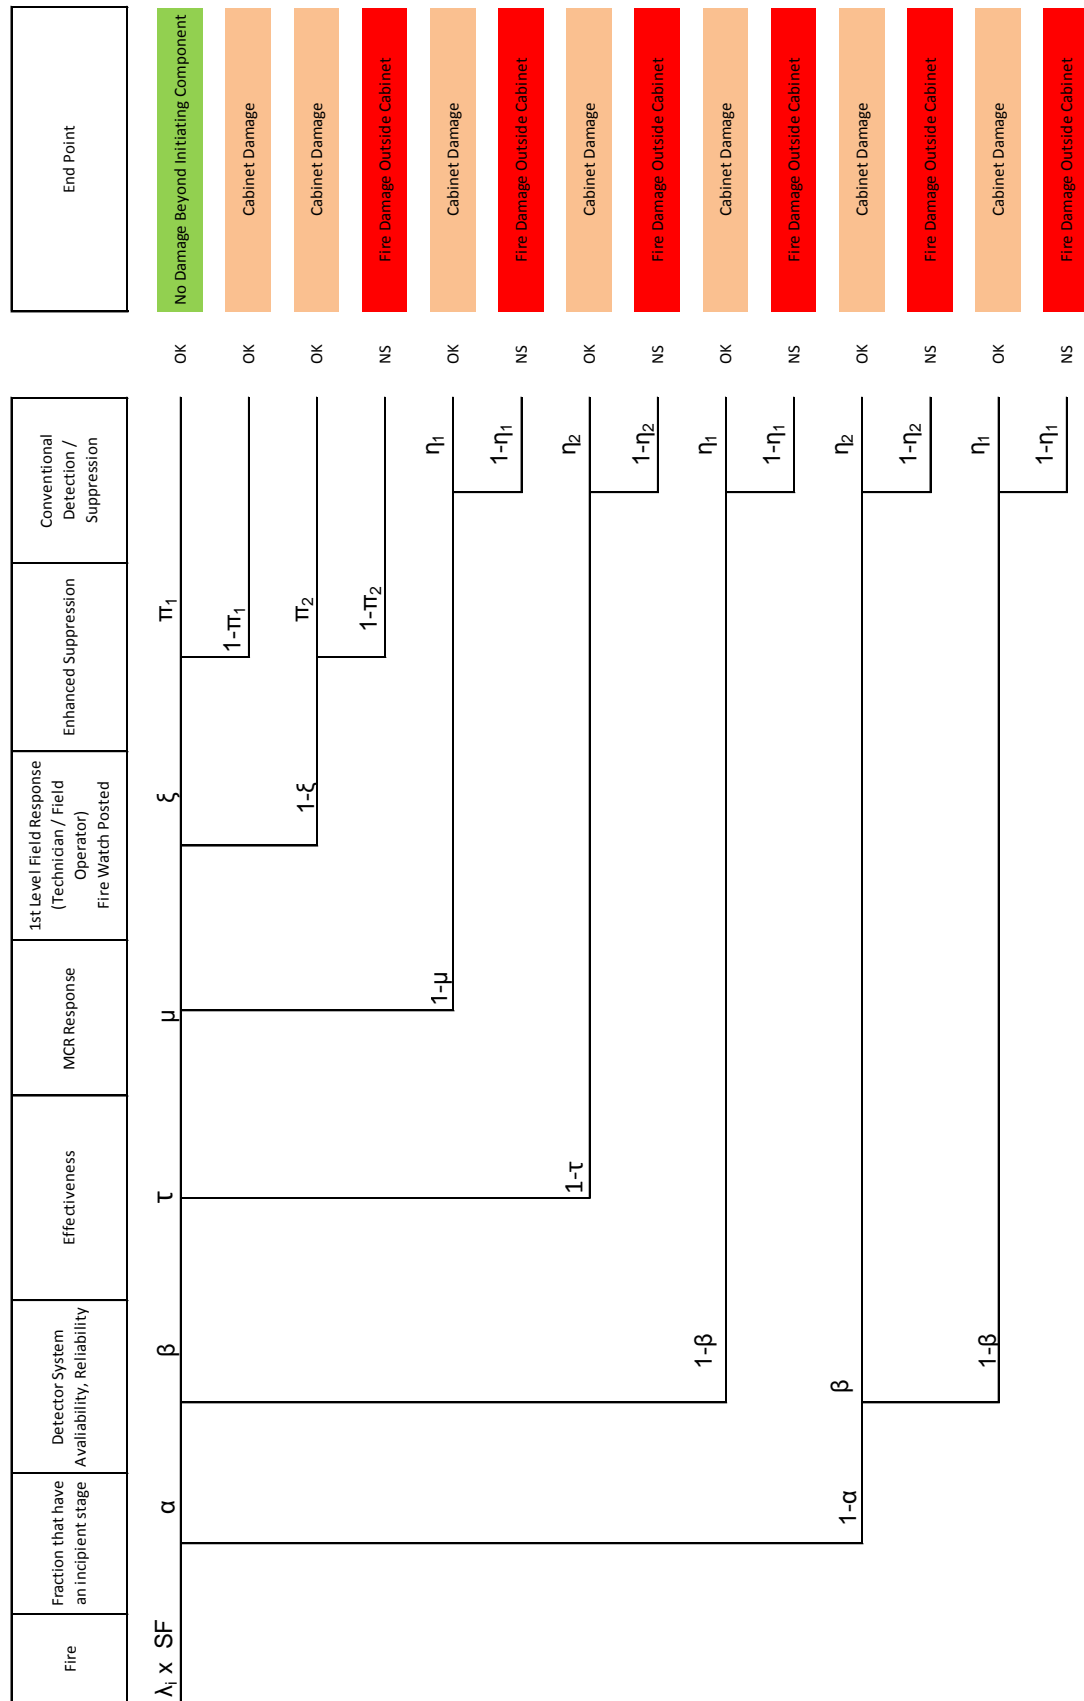 Fire
Fraction that have
an incipient stage
Detector System
Avaliability, Reliability
Effectiveness
MCR Response
1st Level Field Response
(Technician / Field
Operator)
Fire Watch Posted
Enhanced Suppression
Conventional
Detection /
Suppression
End Point
λi x SF
α
β
τ
μ
ξ
π1
OK
No Damage Beyond Initiating Component
1-π1
OK
Cabinet Damage
1-ξ
π2
OK
Cabinet Damage
1-π2
NS
Fire Damage Outside Cabinet
1-μ
η1
OK
Cabinet Damage
1-η1
NS
Fire Damage Outside Cabinet
1-τ
η2
OK
Cabinet Damage
1-η2
NS
Fire Damage Outside Cabinet
1-β
η1
OK
Cabinet Damage
1-η1
NS
Fire Damage Outside Cabinet
1-α
β
η2
OK
Cabinet Damage
1-η2
NS
Fire Damage Outside Cabinet
1-β
η1
OK
Cabinet Damage
1-η1
NS
Fire Damage Outside Cabinet